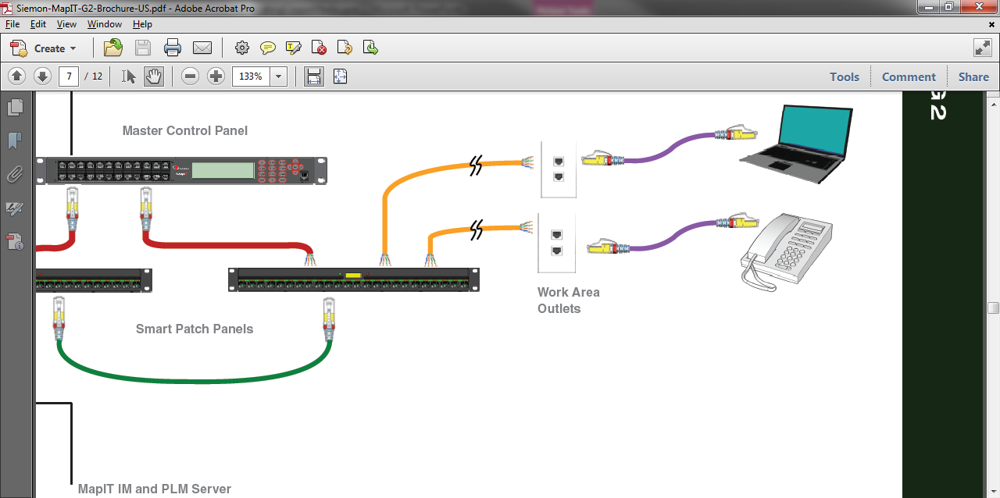 Siemon-MapIT-G2-Brochure-US.pdf - Adobe Acrobat Pro
File Edit View Window Help
Create
7 / 12 133% Tools Comment Share
G2
Master Control Panel
Work Area
Outlets
Smart Patch Panels
MapIT IM and PLM Server